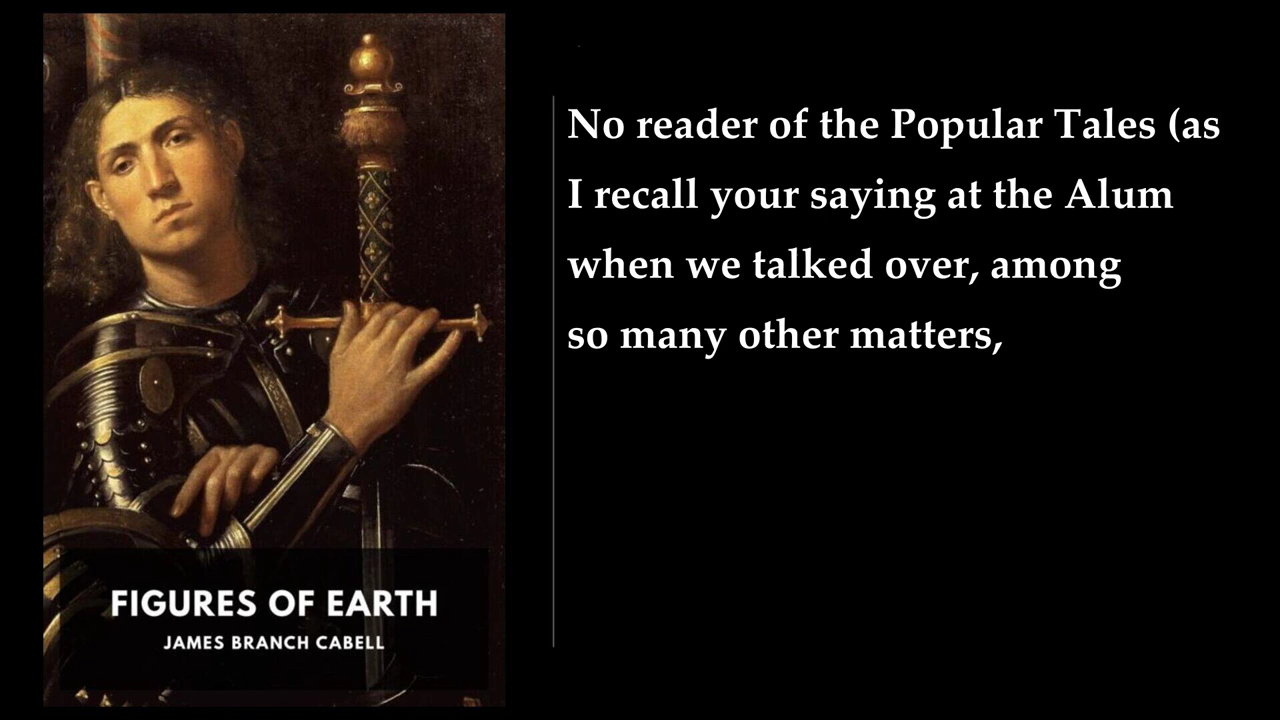 No reader of the Popular Tales (as
I recall your saying at the Alum
when we talked over, among
so many other matters,
FIGURES OF EARTH
JAMES BRANCH CABELL